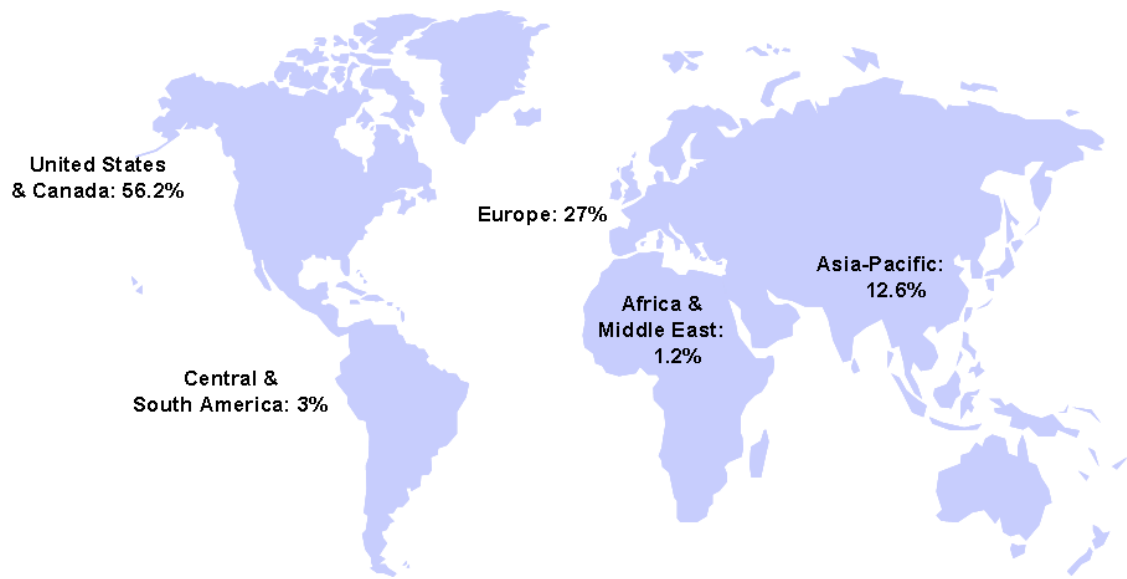 United States
& Canada: 56.2%
Europe: 27%
Asia-Pacific:
12.6%
Africa &
Middle East:
1.2%
Central &
South America: 3%